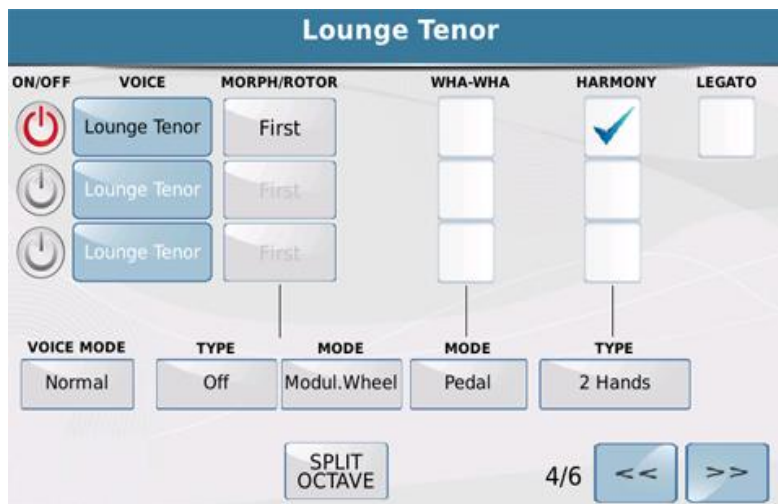 Lounge Tenor
ON/OFF VOICE MORPH/ROTOR WHA-WHA HARMONY LEGATO
Lounge Tenor First
Lounge Tenor First
Lounge Tenor First
VOICE MODE TYPE MODE MODE TYPE
Normal Off Modul.Wheel Pedal 2 Hands
SPLIT
OCTAVE
4/6 << >>